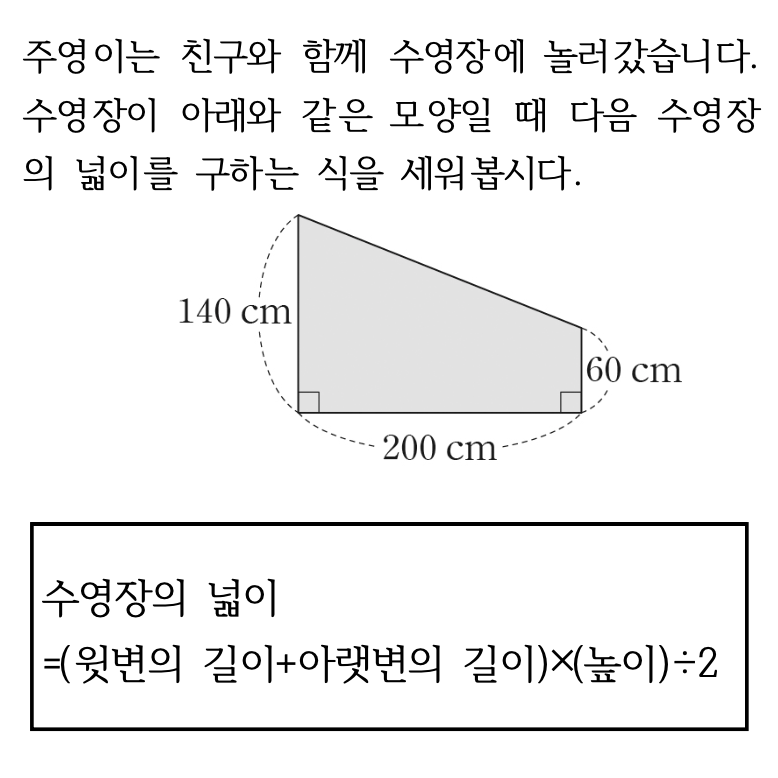 주영이는 친구와 함께 수영장에 놀러갔습니다.
수영장이 아래와 같은 모양일 때 다음 수영장
의 넓이를 구하는 식을 세워봅시다.
140 cm
60 cm
200 cm
수영장의 넓이
=(윗변의 길이+아랫변의 길이)×(높이)÷2